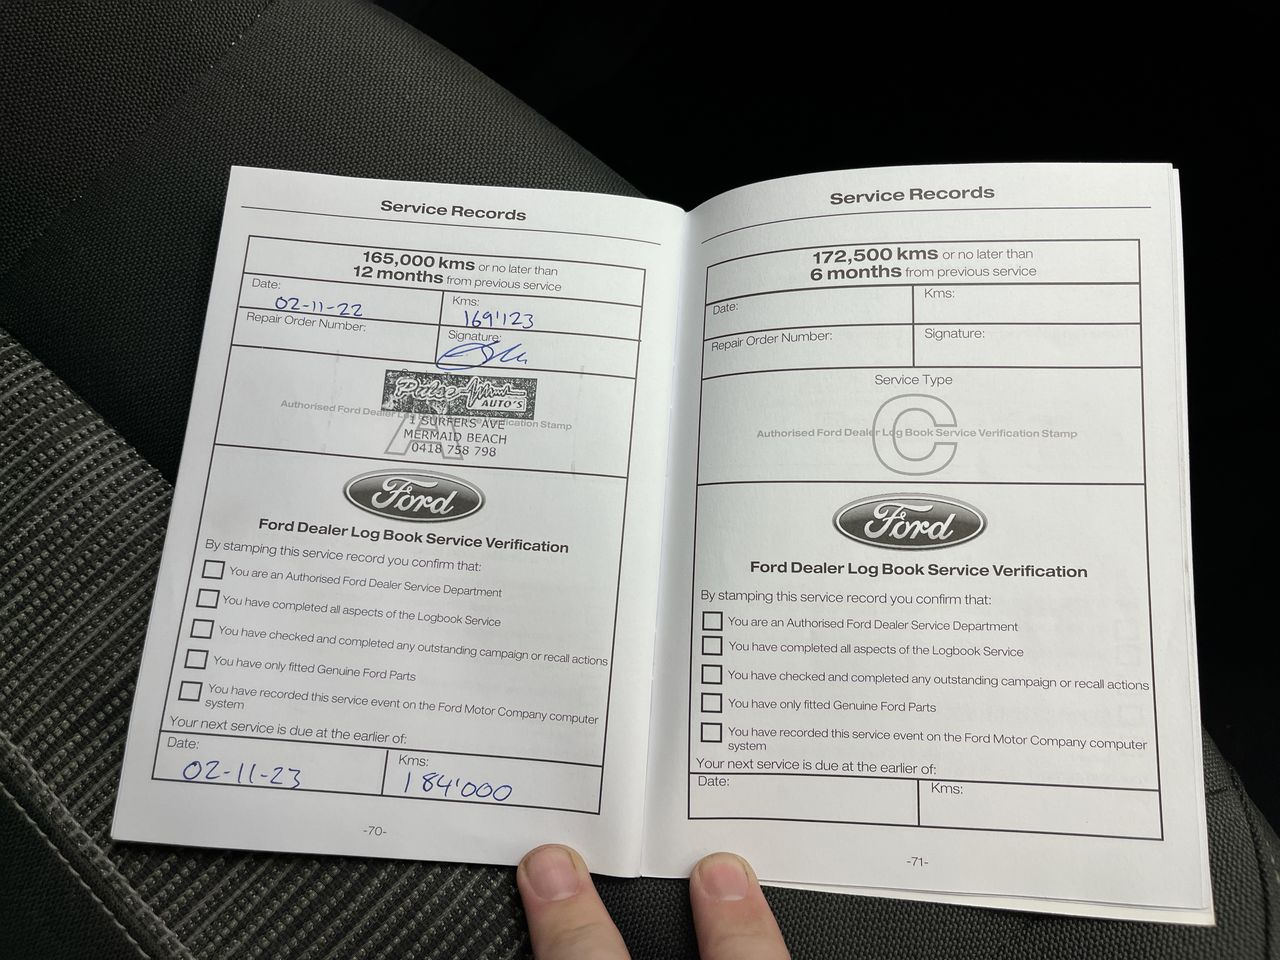 Service Records
165,000 kms or no later than
12 months from previous service
Date:
02-11-22
Kms:
169'123
Repair Order Number:
Signature:
Pulse
AUTO'S
Authorised Ford Dealer Log Book Service Verification Stamp
A
1 SURFERS AVE
MERMAID BEACH
0418 758 798
Ford
Ford Dealer Log Book Service Verification
By stamping this service record you confirm that:
You are an Authorised Ford Dealer Service Department
You have completed all aspects of the Logbook Service
You have checked and completed any outstanding campaign or recall actions
You have only fitted Genuine Ford Parts
You have recorded this service event on the Ford Motor Company computer
system
Your next service is due at the earlier of:
Date:
02-11-23
Kms:
184'000
-70-
Service Records
172,500 kms or no later than
6 months from previous service
Date:
Kms:
Repair Order Number:
Signature:
Service Type
C
Authorised Ford Dealer Log Book Service Verification Stamp
Ford
Ford Dealer Log Book Service Verification
By stamping this service record you confirm that:
You are an Authorised Ford Dealer Service Department
You have completed all aspects of the Logbook Service
You have checked and completed any outstanding campaign or recall actions
You have only fitted Genuine Ford Parts
You have recorded this service event on the Ford Motor Company computer
system
Your next service is due at the earlier of:
Date:
Kms:
-71-